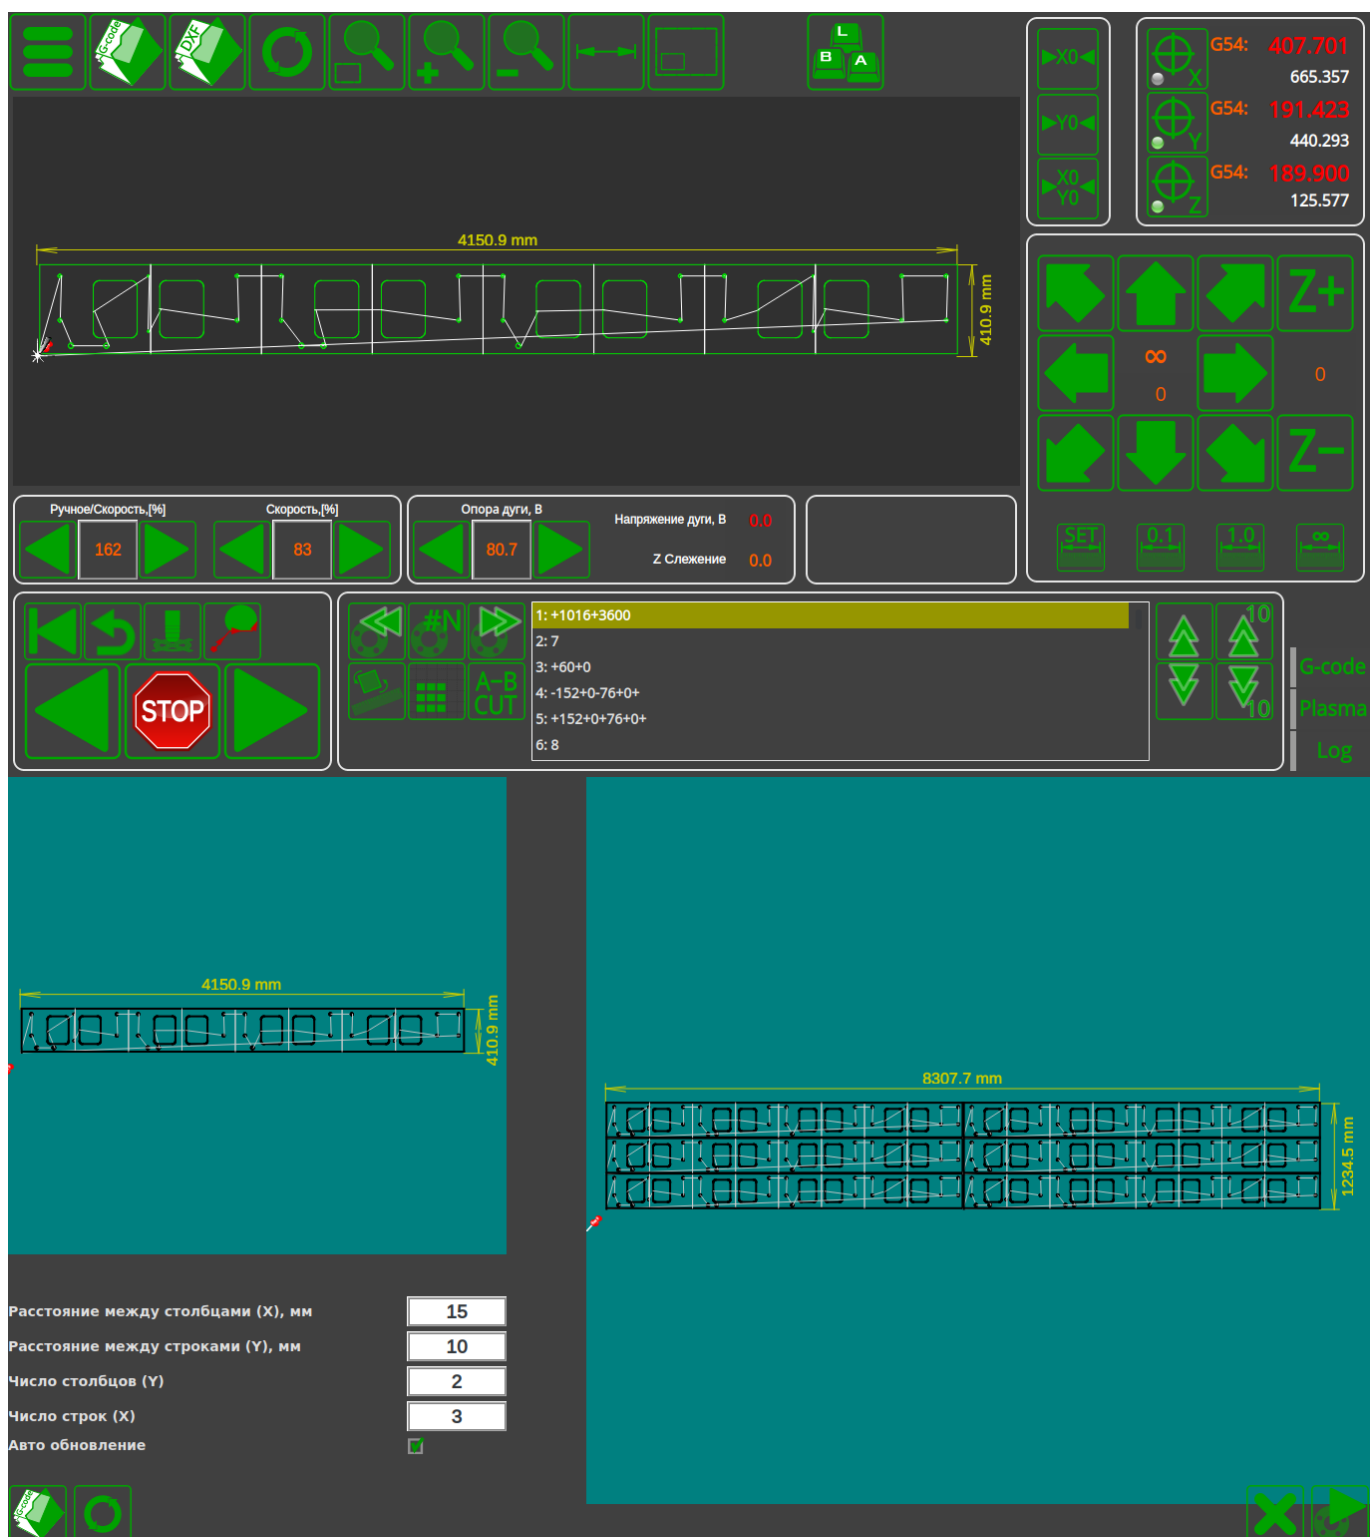 G-code
DXF
L
B
A
X0
Y0
X0
Y0
X
G54: 407.701
665.357
Y
G54: 191.423
440.293
Z
G54: 189.900
125.577
4150.9 mm
410.9 mm
Z+
∞
0
0
Z-
SET
0.1
1.0
∞
Ручное/Скорость,[%]
162
Скорость,[%]
83
Опора дуги, В
80.7
Напряжение дуги, В 0.0
Z Слежение 0.0
STOP
#N
A-B
CUT
1: +1016+3600
2: 7
3: +60+0
4: -152+0-76+0+
5: +152+0+76+0+
6: 8
10
10
G-code
Plasma
Log
4150.9 mm
410.9 mm
8307.7 mm
1234.5 mm
Расстояние между столбцами (X), мм 15
Расстояние между строками (Y), мм 10
Число столбцов (Y) 2
Число строк (X) 3
Авто обновление
G-code